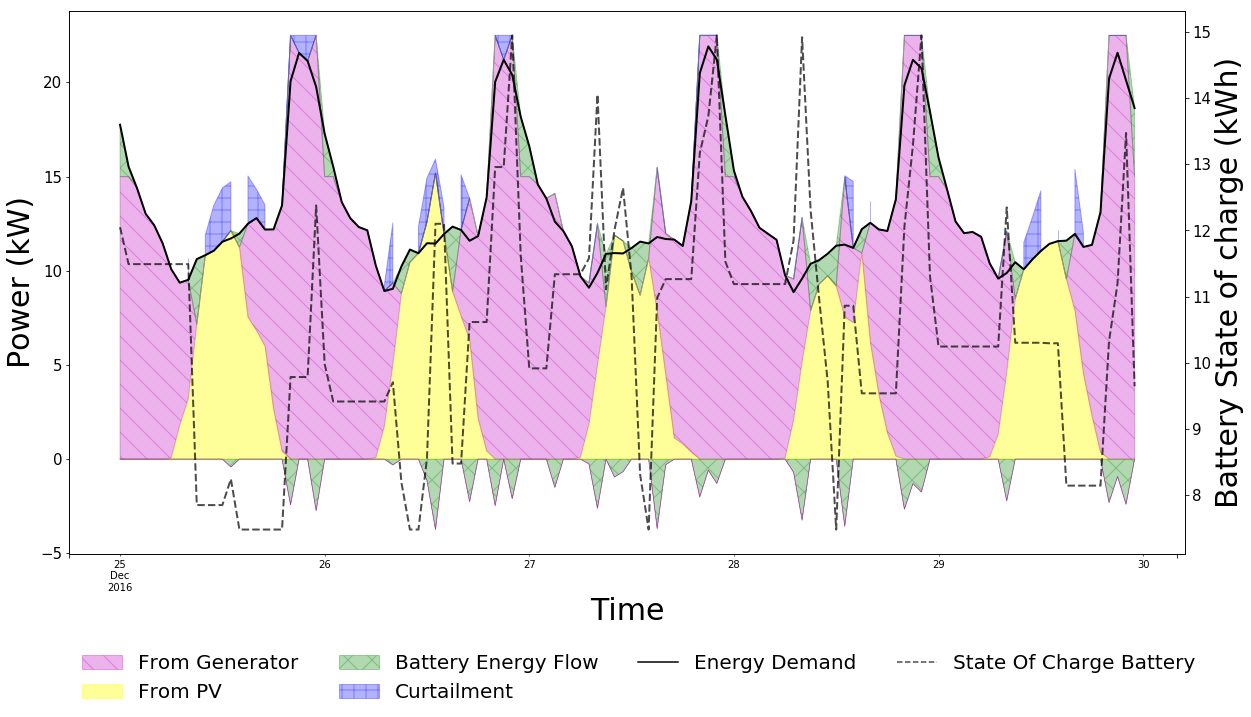 Power (kW)
20
15
10
5
0
−5
15
14
13
12
11
10
9
8
Battery State of charge (kWh)
25 26 27 28 29 30
Dec
2016
Time
From Generator Battery Energy Flow Energy Demand State Of Charge Battery
From PV Curtailment